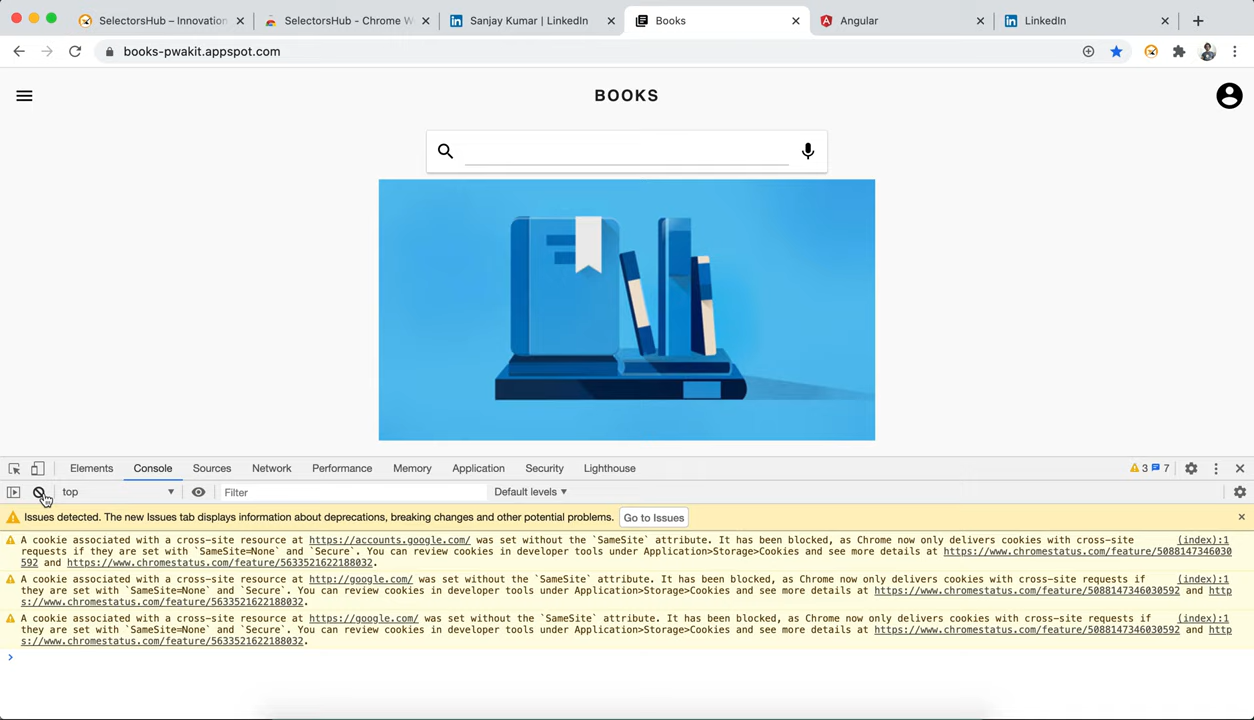 SelectorsHub – Innovation
SelectorsHub - Chrome W
Sanjay Kumar | LinkedIn
Books
Angular
LinkedIn
books-pwakit.appspot.com
BOOKS
Elements Console Sources Network Performance Memory Application Security Lighthouse 3 7
top Filter Default levels
Issues detected. The new Issues tab displays information about deprecations, breaking changes and other potential problems. Go to Issues
A cookie associated with a cross-site resource at https://accounts.google.com/ was set without the `SameSite` attribute. It has been blocked, as Chrome now only delivers cookies with cross-site (index):1
requests if they are set with `SameSite=None` and `Secure`. You can review cookies in developer tools under Application>Storage>Cookies and see more details at https://www.chromestatus.com/feature/5088147346030
592 and https://www.chromestatus.com/feature/5633521622188032.
A cookie associated with a cross-site resource at http://google.com/ was set without the `SameSite` attribute. It has been blocked, as Chrome now only delivers cookies with cross-site requests if (index):1
they are set with `SameSite=None` and `Secure`. You can review cookies in developer tools under Application>Storage>Cookies and see more details at https://www.chromestatus.com/feature/5088147346030592 and http
s://www.chromestatus.com/feature/5633521622188032.
A cookie associated with a cross-site resource at https://google.com/ was set without the `SameSite` attribute. It has been blocked, as Chrome now only delivers cookies with cross-site requests if (index):1
they are set with `SameSite=None` and `Secure`. You can review cookies in developer tools under Application>Storage>Cookies and see more details at https://www.chromestatus.com/feature/5088147346030592 and http
s://www.chromestatus.com/feature/5633521622188032.